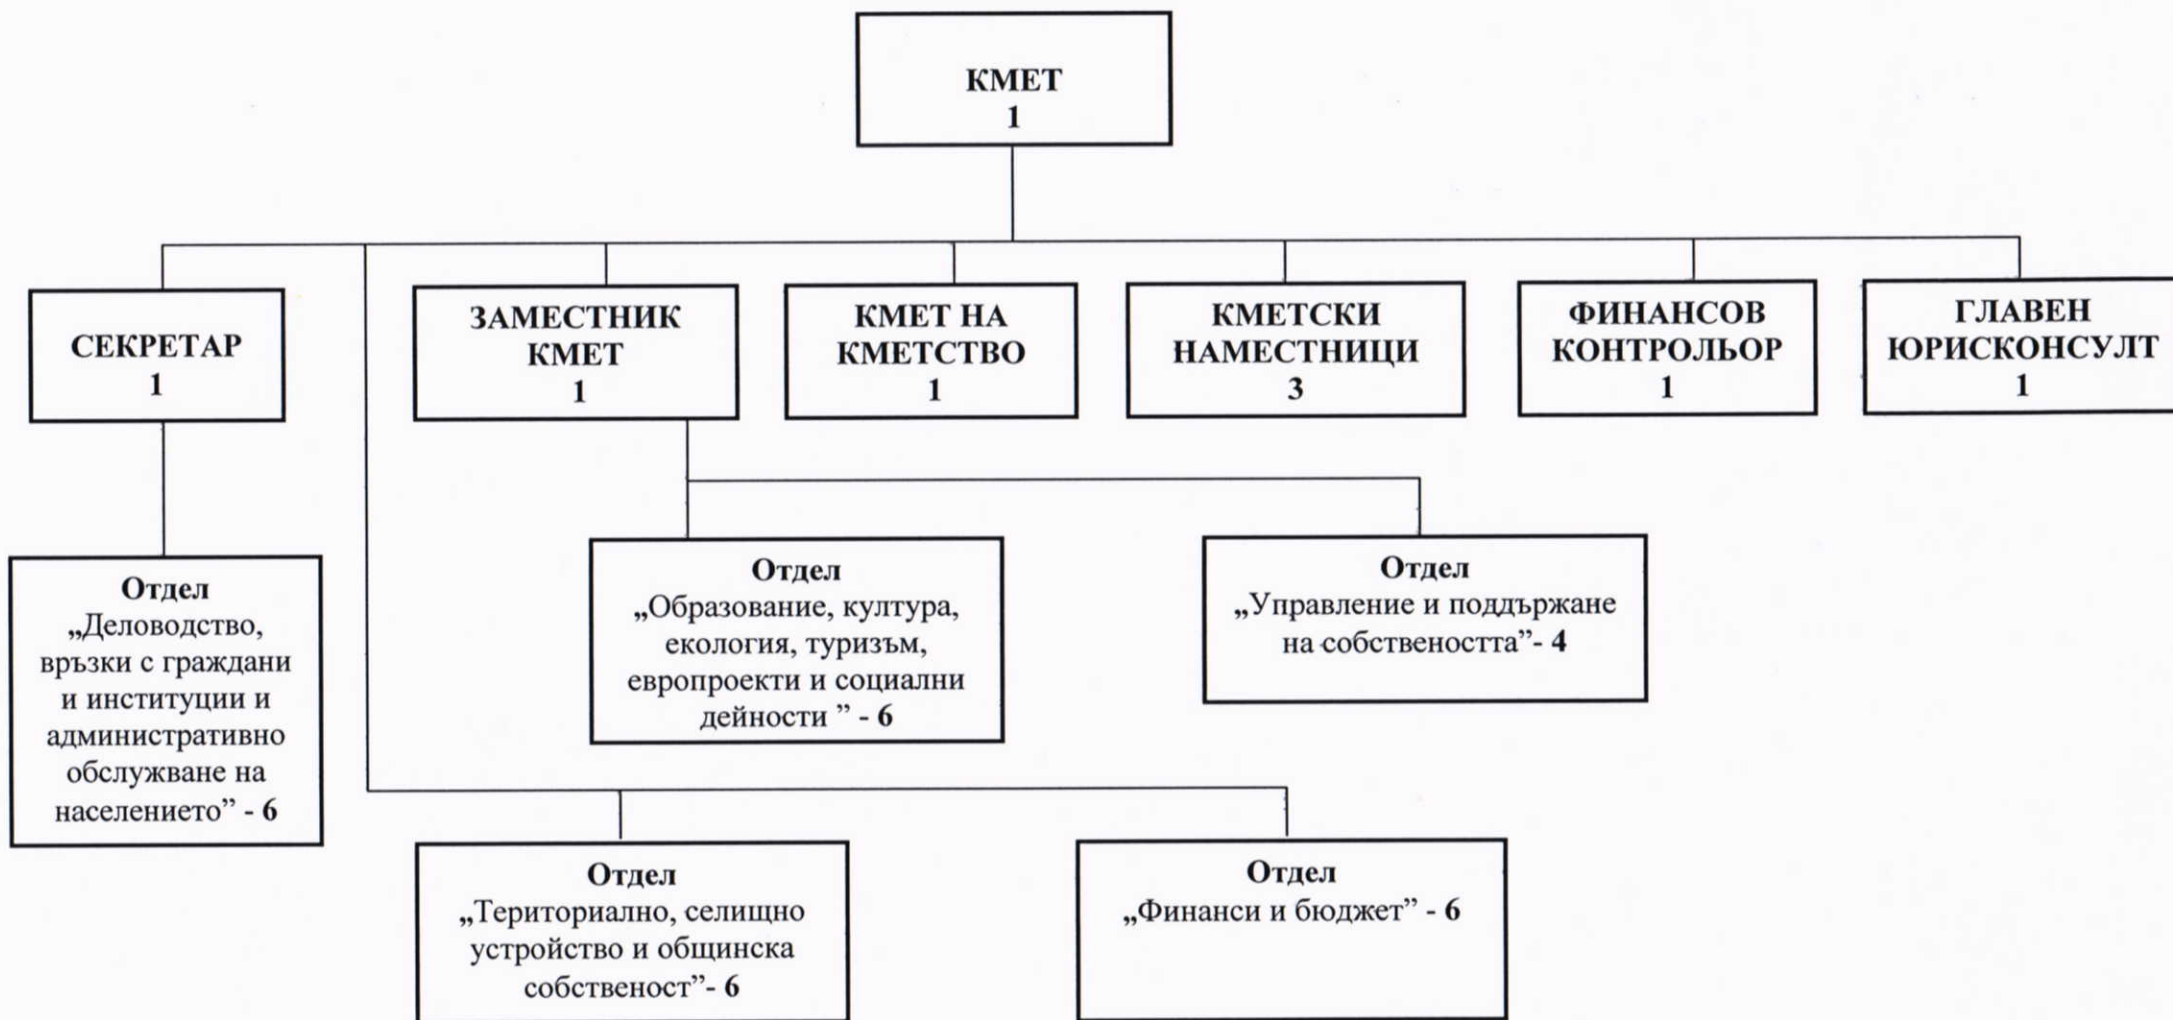 КМЕТ
1
СЕКРЕТАР
1
ЗАМЕСТНИК
КМЕТ
1
КМЕТ НА
КМЕТСТВО
1
КМЕТСКИ
НАМЕСТНИЦИ
3
ФИНАНСОВ
КОНТРОЛЬОР
1
ГЛАВЕН
ЮРИСКОНСУЛТ
1
Отдел
„Деловодство,
връзки с граждани
и институции и
административно
обслужване на
населението” - 6
Отдел
„Образование, култура,
екология, туризъм,
европроекти и социални
дейности ” - 6
Отдел
„Управление и поддържане
на собствеността”- 4
Отдел
„Териториално, селищно
устройство и общинска
собственост”- 6
Отдел
„Финанси и бюджет” - 6